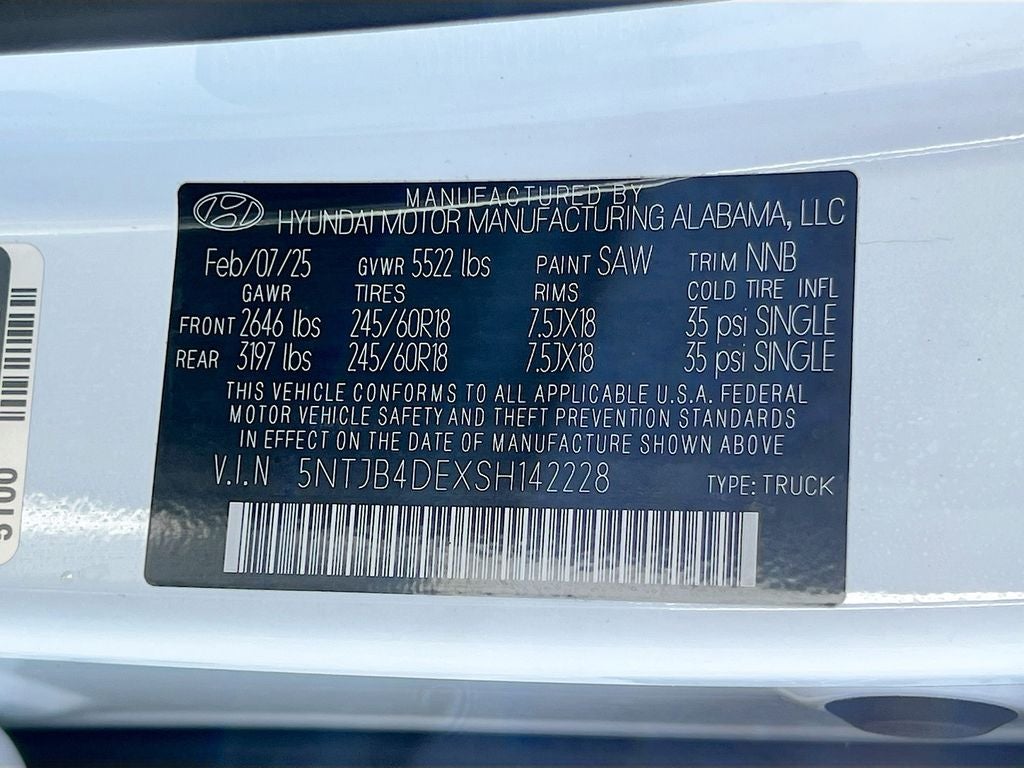 MANUFACTURED BY
HYUNDAI MOTOR MANUFACTURING ALABAMA, LLC
Feb/07/25 GVWR 5522 lbs PAINT SAW TRIM NNB
GAWR TIRES RIMS COLD TIRE INFL
FRONT 2646 lbs 245/60R18 7.5JX18 35 psi SINGLE
REAR 3197 lbs 245/60R18 7.5JX18 35 psi SINGLE
THIS VEHICLE CONFORMS TO ALL APPLICABLE U.S.A. FEDERAL
MOTOR VEHICLE SAFETY AND THEFT PREVENTION STANDARDS
IN EFFECT ON THE DATE OF MANUFACTURE SHOWN ABOVE
V.I.N 5NTJB4DEXSH142228 TYPE: TRUCK